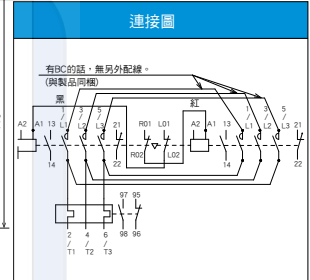 連接圖
有BC的話，無另外配線。
(與製品同梱)
黑
紅
1 3 5
/ / /
A2 A1 13 L1 L2 L3 21
R01 L01
A2 A1 13
1 3 5
/ / /
L1 L2 L3 21
14 22
R02 L02
14 22
97 95
98 96
2 4 6
/ / /
T1 T2 T3